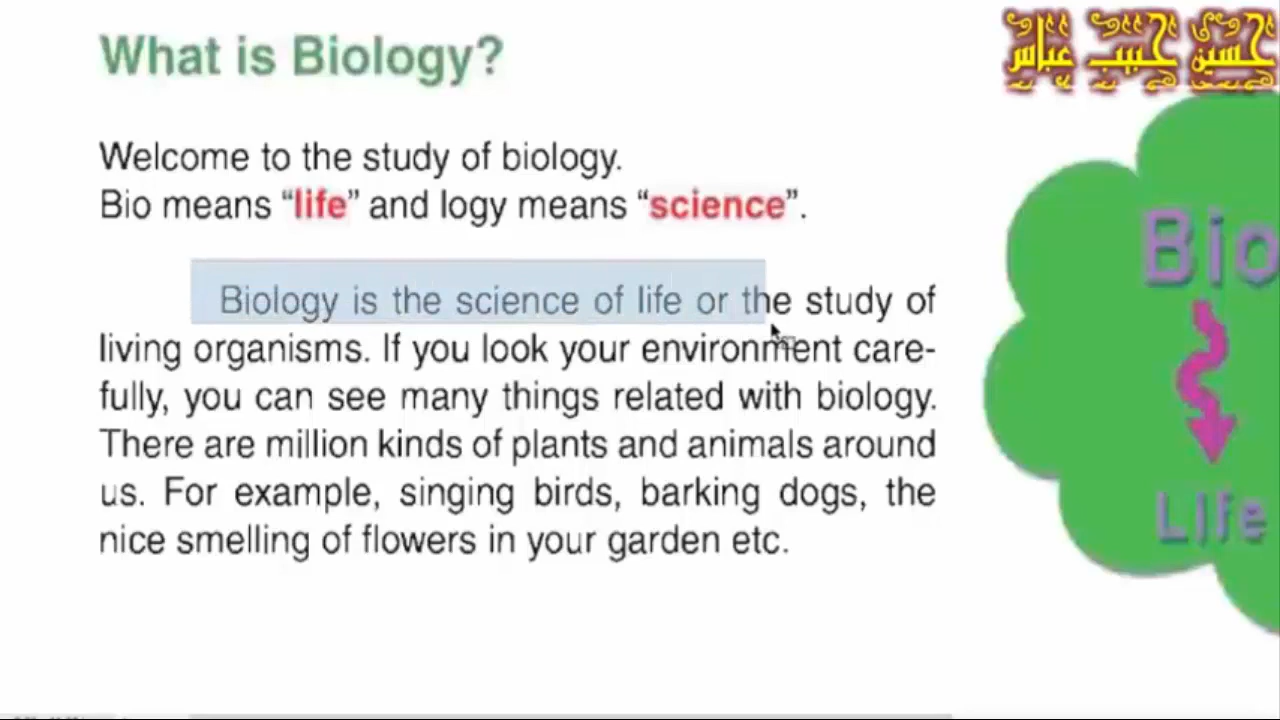 What is Biology?
حسين حبيب عباس
Welcome to the study of biology.
Bio means “life” and logy means “science”.
Biology is the science of life or the study of
living organisms. If you look your environment care-
fully, you can see many things related with biology.
There are million kinds of plants and animals around
us. For example, singing birds, barking dogs, the
nice smelling of flowers in your garden etc.
Bio
Life